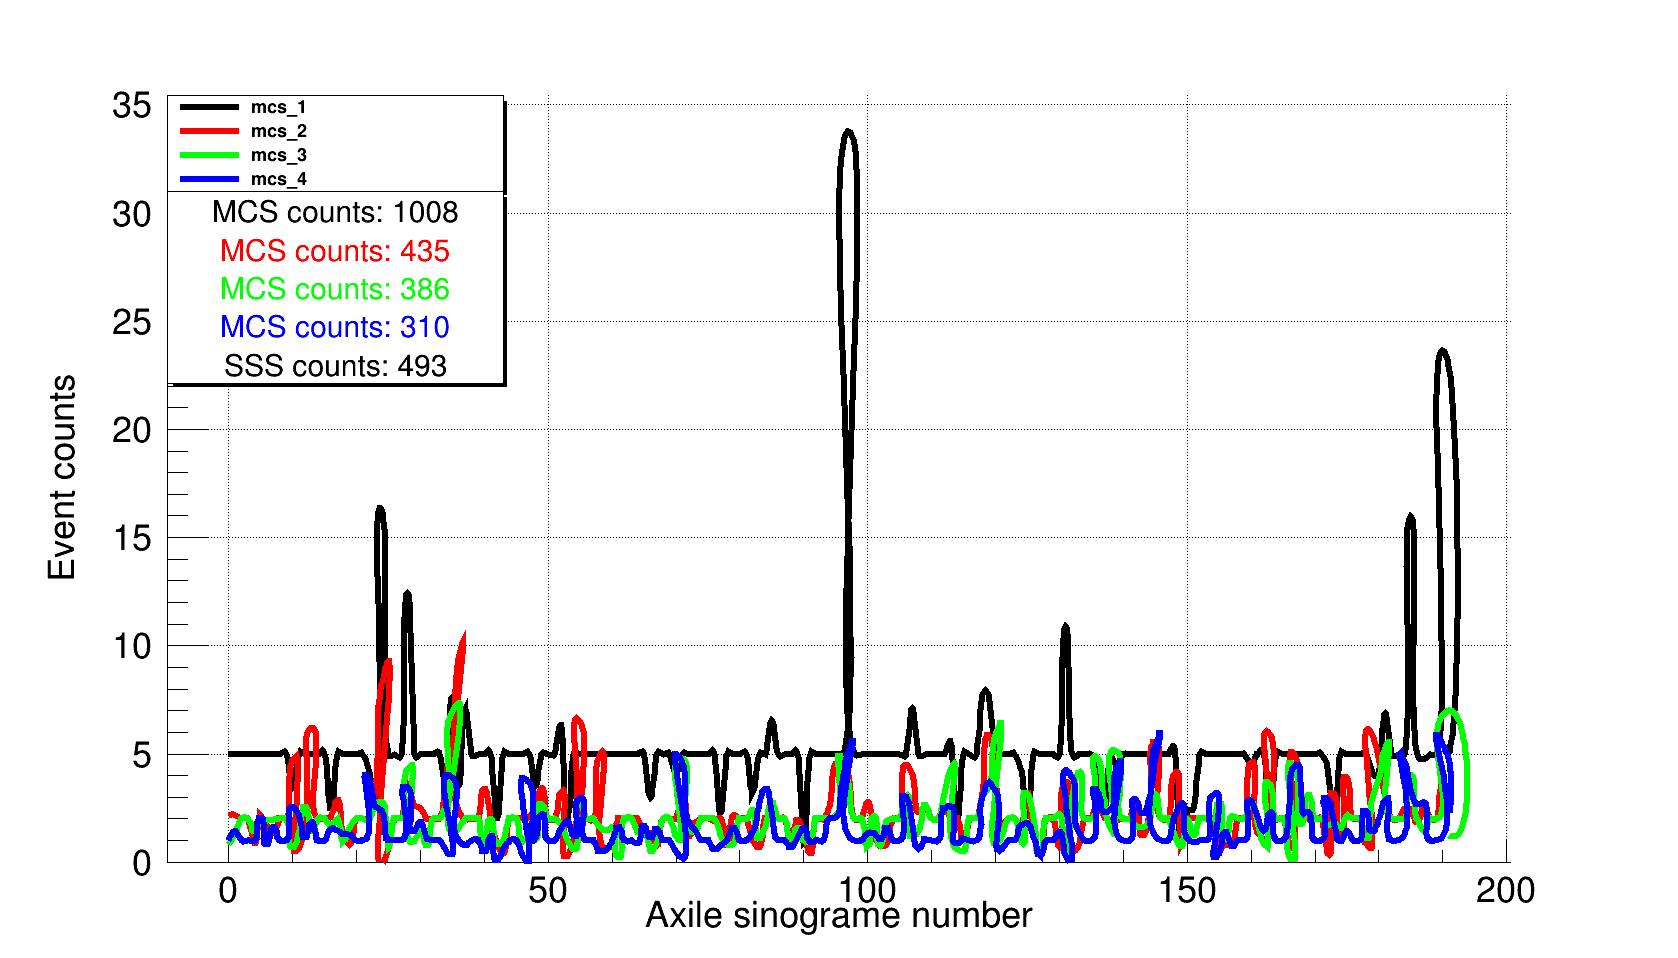 35
30
25
20
15
10
5
0
Event counts
mcs_1
mcs_2
mcs_3
mcs_4
MCS counts: 1008
MCS counts: 435
MCS counts: 386
MCS counts: 310
SSS counts: 493
0 50 100 150 200
Axile sinograme number